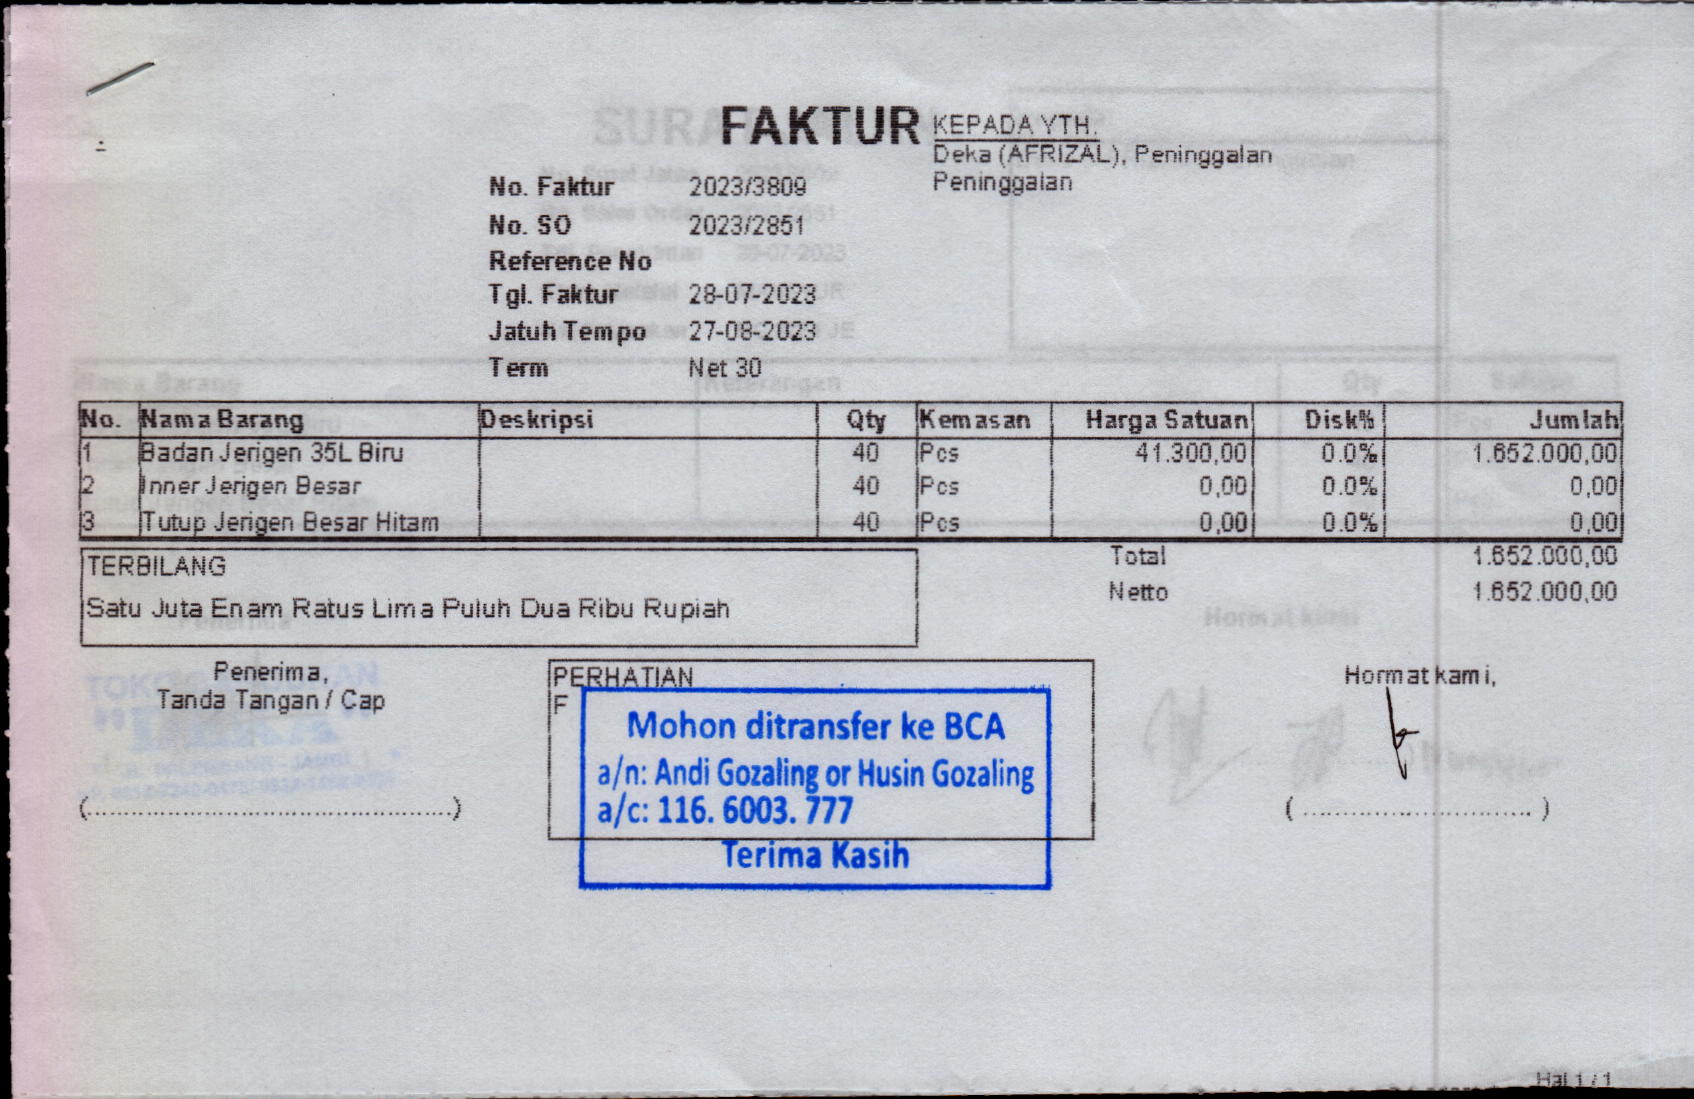 FAKTUR
KEPADA YTH.
Deka (AFRIZAL), Peninggalan
Peninggalan
No. Faktur 2023/3809
No. SO 2023/2851
Reference No
Tgl. Faktur 28-07-2023
Jatuh Tempo 27-08-2023
Term Net 30
No. Nama Barang Deskripsi Qty Kemasan Harga Satuan Disk% Jumlah
1 Badan Jerigen 35L Biru 40 Pcs 41.300,00 0.0% 1.652.000,00
2 Inner Jerigen Besar 40 Pcs 0,00 0.0% 0,00
3 Tutup Jerigen Besar Hitam 40 Pcs 0,00 0.0% 0,00
Total 1.652.000,00
Netto 1.652.000,00
TERBILANG
Satu Juta Enam Ratus Lima Puluh Dua Ribu Rupiah
Penerima,
Tanda Tangan / Cap
(................................................)
PERHATIAN
F
Mohon ditransfer ke BCA
a/n: Andi Gozaling or Husin Gozaling
a/c: 116. 6003. 777
Terima Kasih
Hormat kami,
(..............................)
Hal 1 / 1